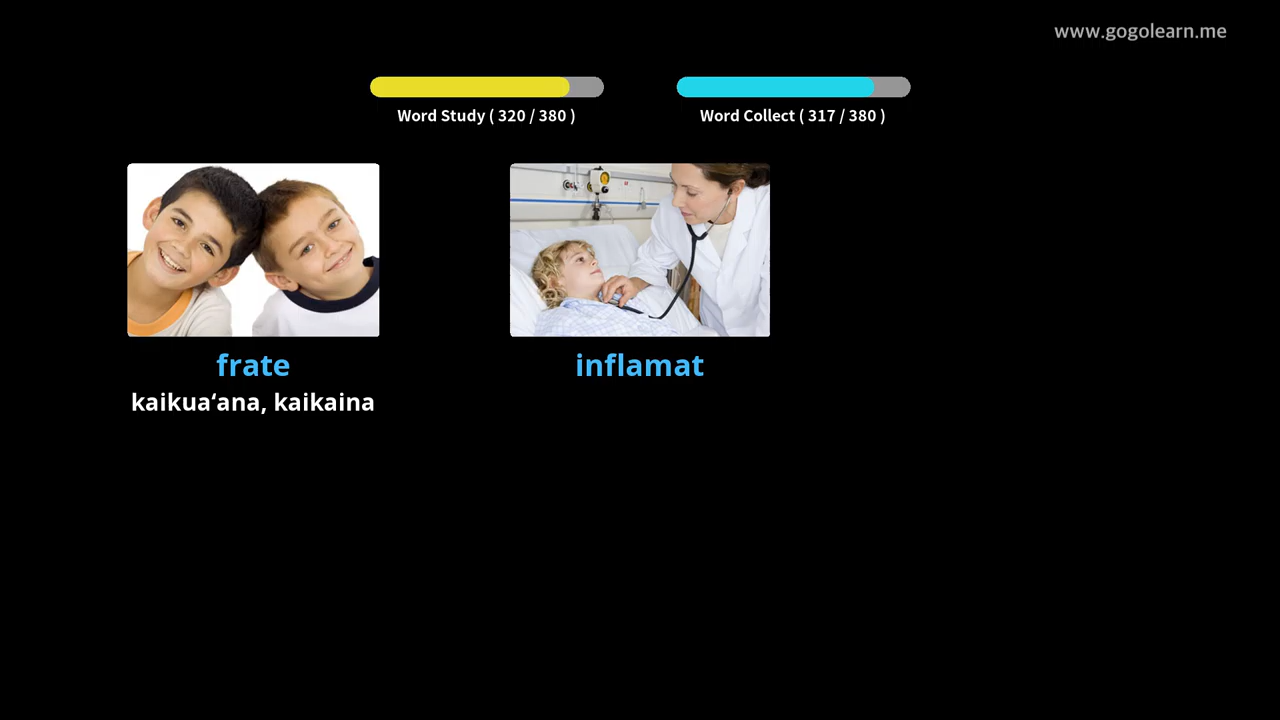 www.gogolearn.me
Word Study ( 320 / 380 )
Word Collect ( 317 / 380 )
frate
kaikuaʻana, kaikaina
inflamat